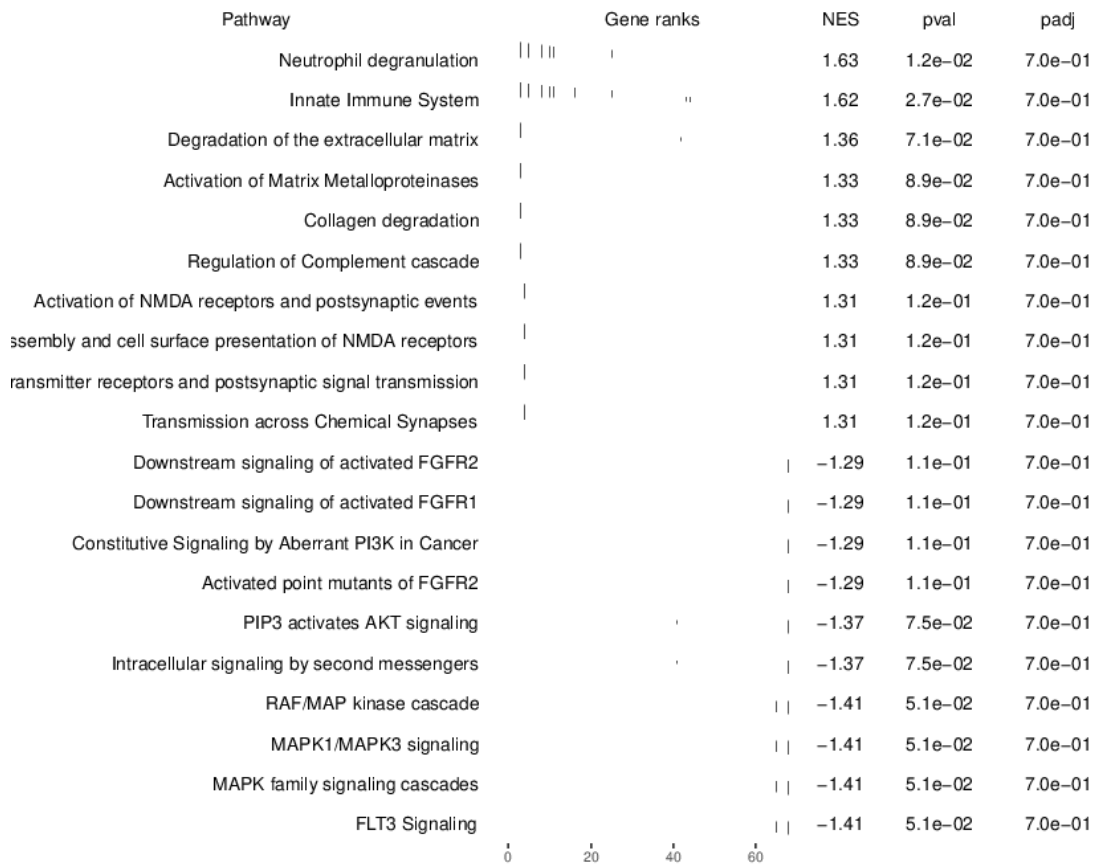 Pathway Gene ranks NES pval padj
Neutrophil degranulation 1.63 1.2e−02 7.0e−01
Innate Immune System 1.62 2.7e−02 7.0e−01
Degradation of the extracellular matrix 1.36 7.1e−02 7.0e−01
Activation of Matrix Metalloproteinases 1.33 8.9e−02 7.0e−01
Collagen degradation 1.33 8.9e−02 7.0e−01
Regulation of Complement cascade 1.33 8.9e−02 7.0e−01
Activation of NMDA receptors and postsynaptic events 1.31 1.2e−01 7.0e−01
ssembly and cell surface presentation of NMDA receptors 1.31 1.2e−01 7.0e−01
ransmitter receptors and postsynaptic signal transmission 1.31 1.2e−01 7.0e−01
Transmission across Chemical Synapses 1.31 1.2e−01 7.0e−01
Downstream signaling of activated FGFR2 −1.29 1.1e−01 7.0e−01
Downstream signaling of activated FGFR1 −1.29 1.1e−01 7.0e−01
Constitutive Signaling by Aberrant PI3K in Cancer −1.29 1.1e−01 7.0e−01
Activated point mutants of FGFR2 −1.29 1.1e−01 7.0e−01
PIP3 activates AKT signaling −1.37 7.5e−02 7.0e−01
Intracellular signaling by second messengers −1.37 7.5e−02 7.0e−01
RAF/MAP kinase cascade −1.41 5.1e−02 7.0e−01
MAPK1/MAPK3 signaling −1.41 5.1e−02 7.0e−01
MAPK family signaling cascades −1.41 5.1e−02 7.0e−01
FLT3 Signaling −1.41 5.1e−02 7.0e−01
0 20 40 60